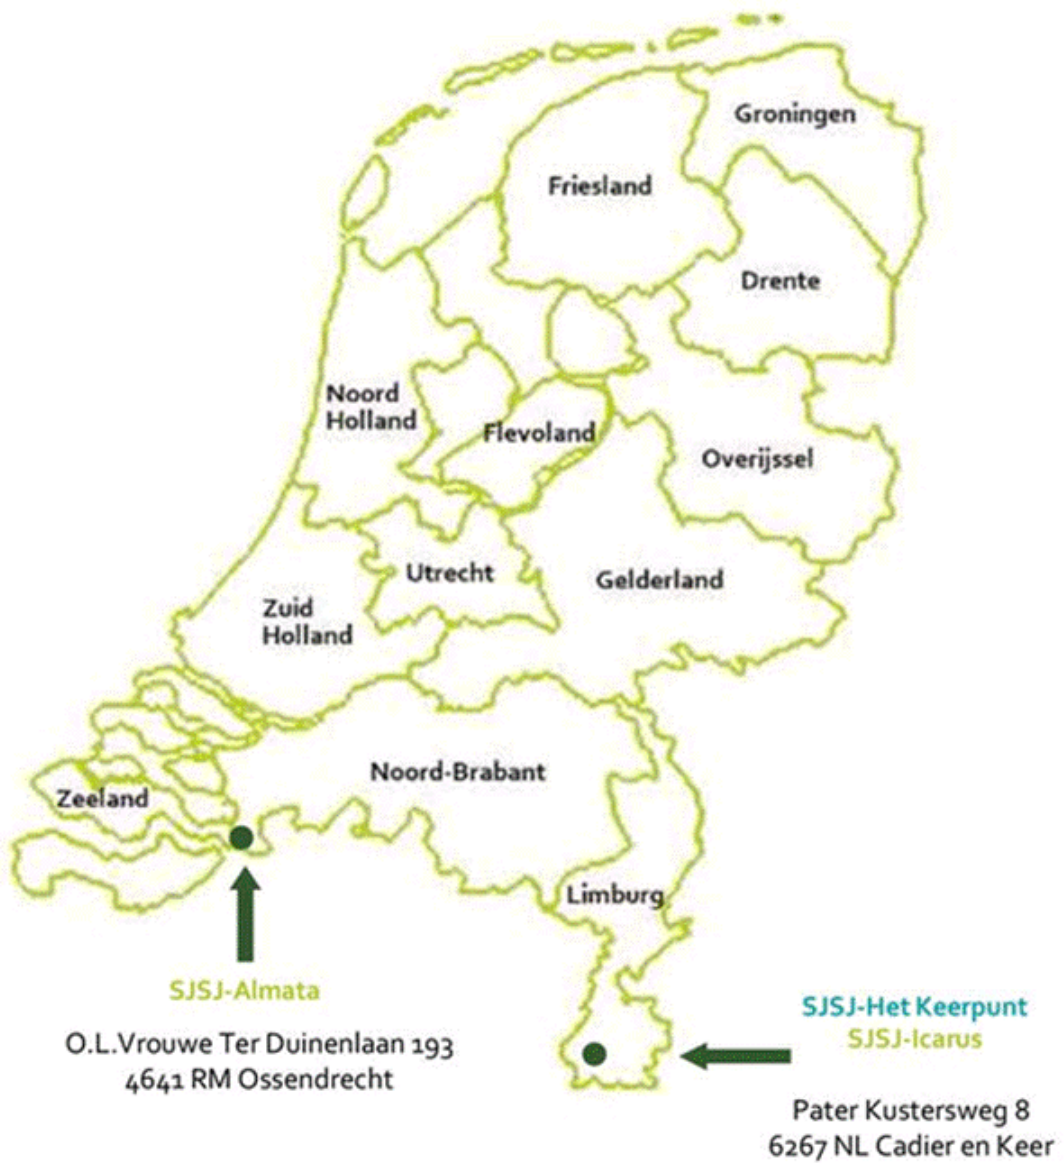 Groningen
Friesland
Drente
Noord
Holland
Flevoland
Overijssel
Utrecht
Gelderland
Zuid
Holland
Noord-Brabant
Zeeland
Limburg
SJSJ-Almata
O.L.Vrouwe Ter Duinenlaan 193
4641 RM Ossendrecht
SJSJ-Het Keerpunt
SJSJ-Icarus
Pater Kustersweg 8
6267 NL Cadier en Keer